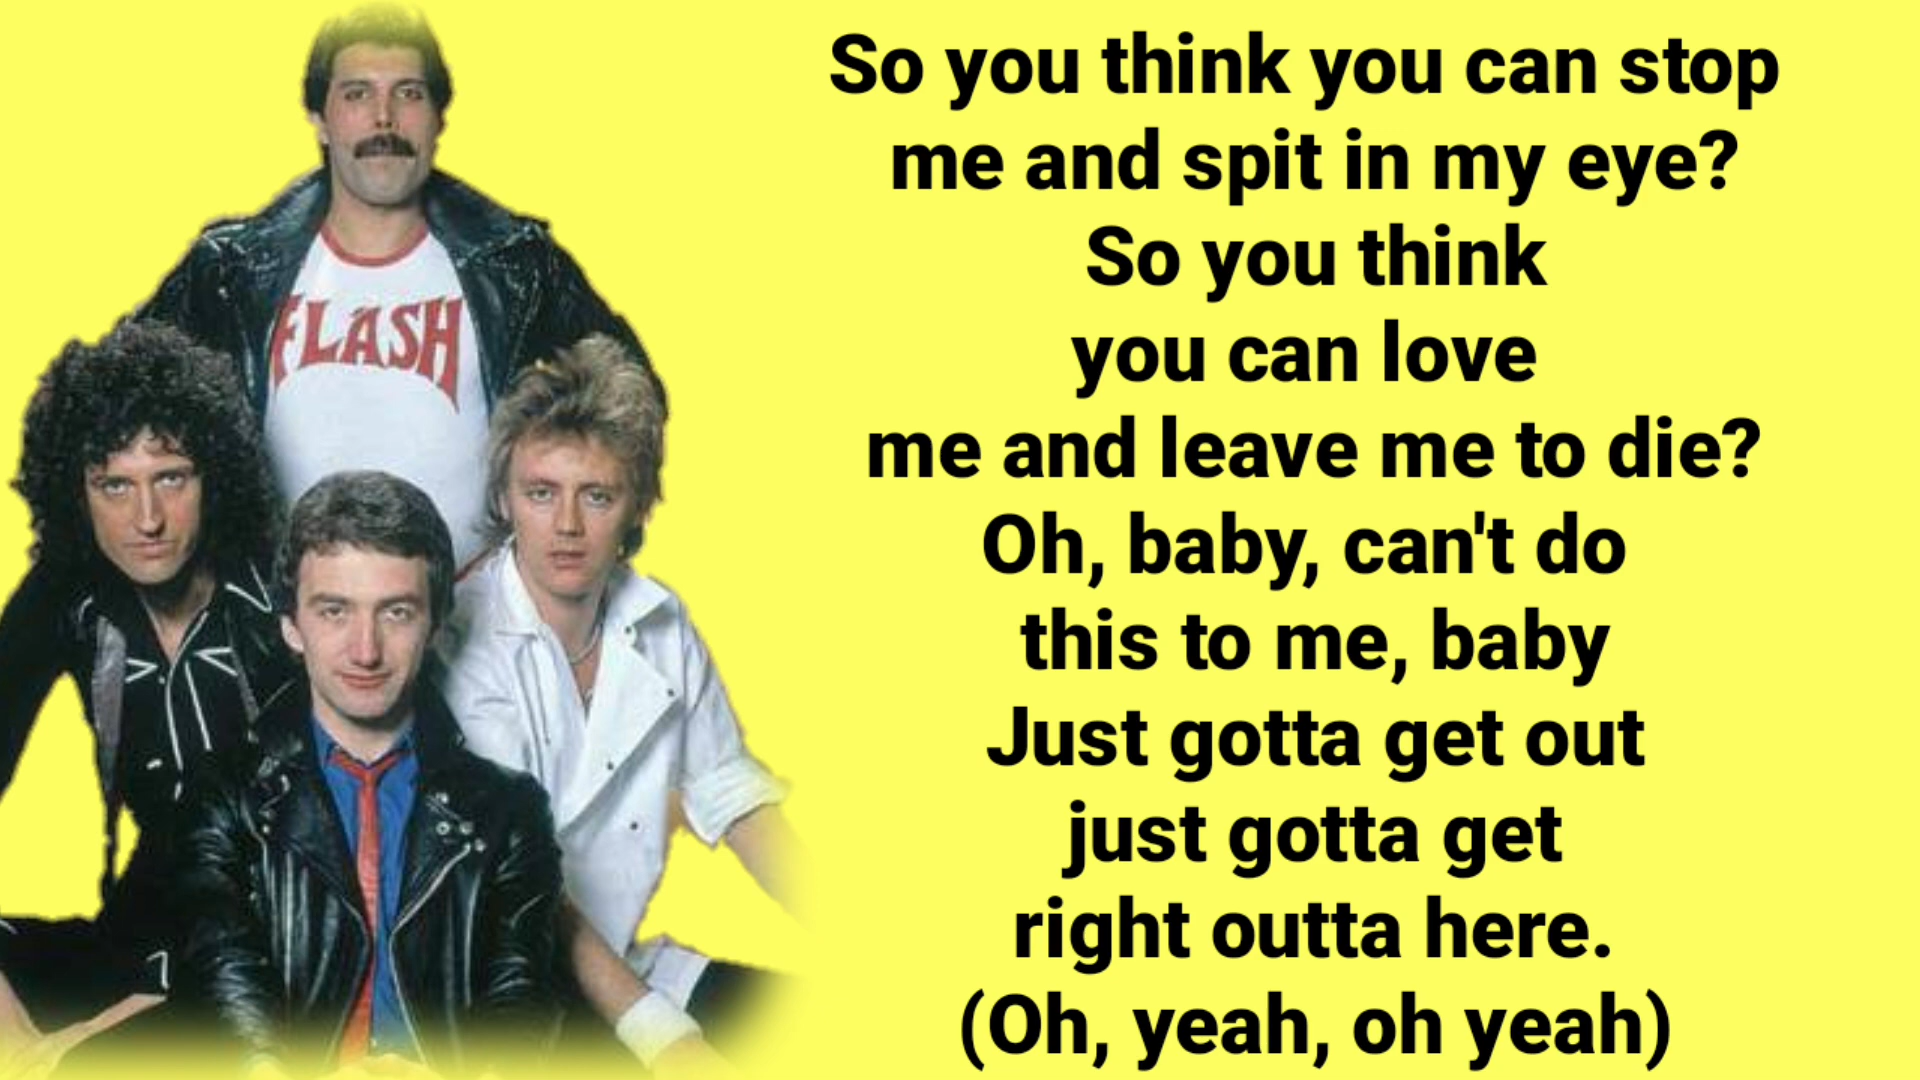 So you think you can stop
me and spit in my eye?
So you think
you can love
me and leave me to die?
Oh, baby, can't do
this to me, baby
Just gotta get out
just gotta get
right outta here.
(Oh, yeah, oh yeah)
FLASH